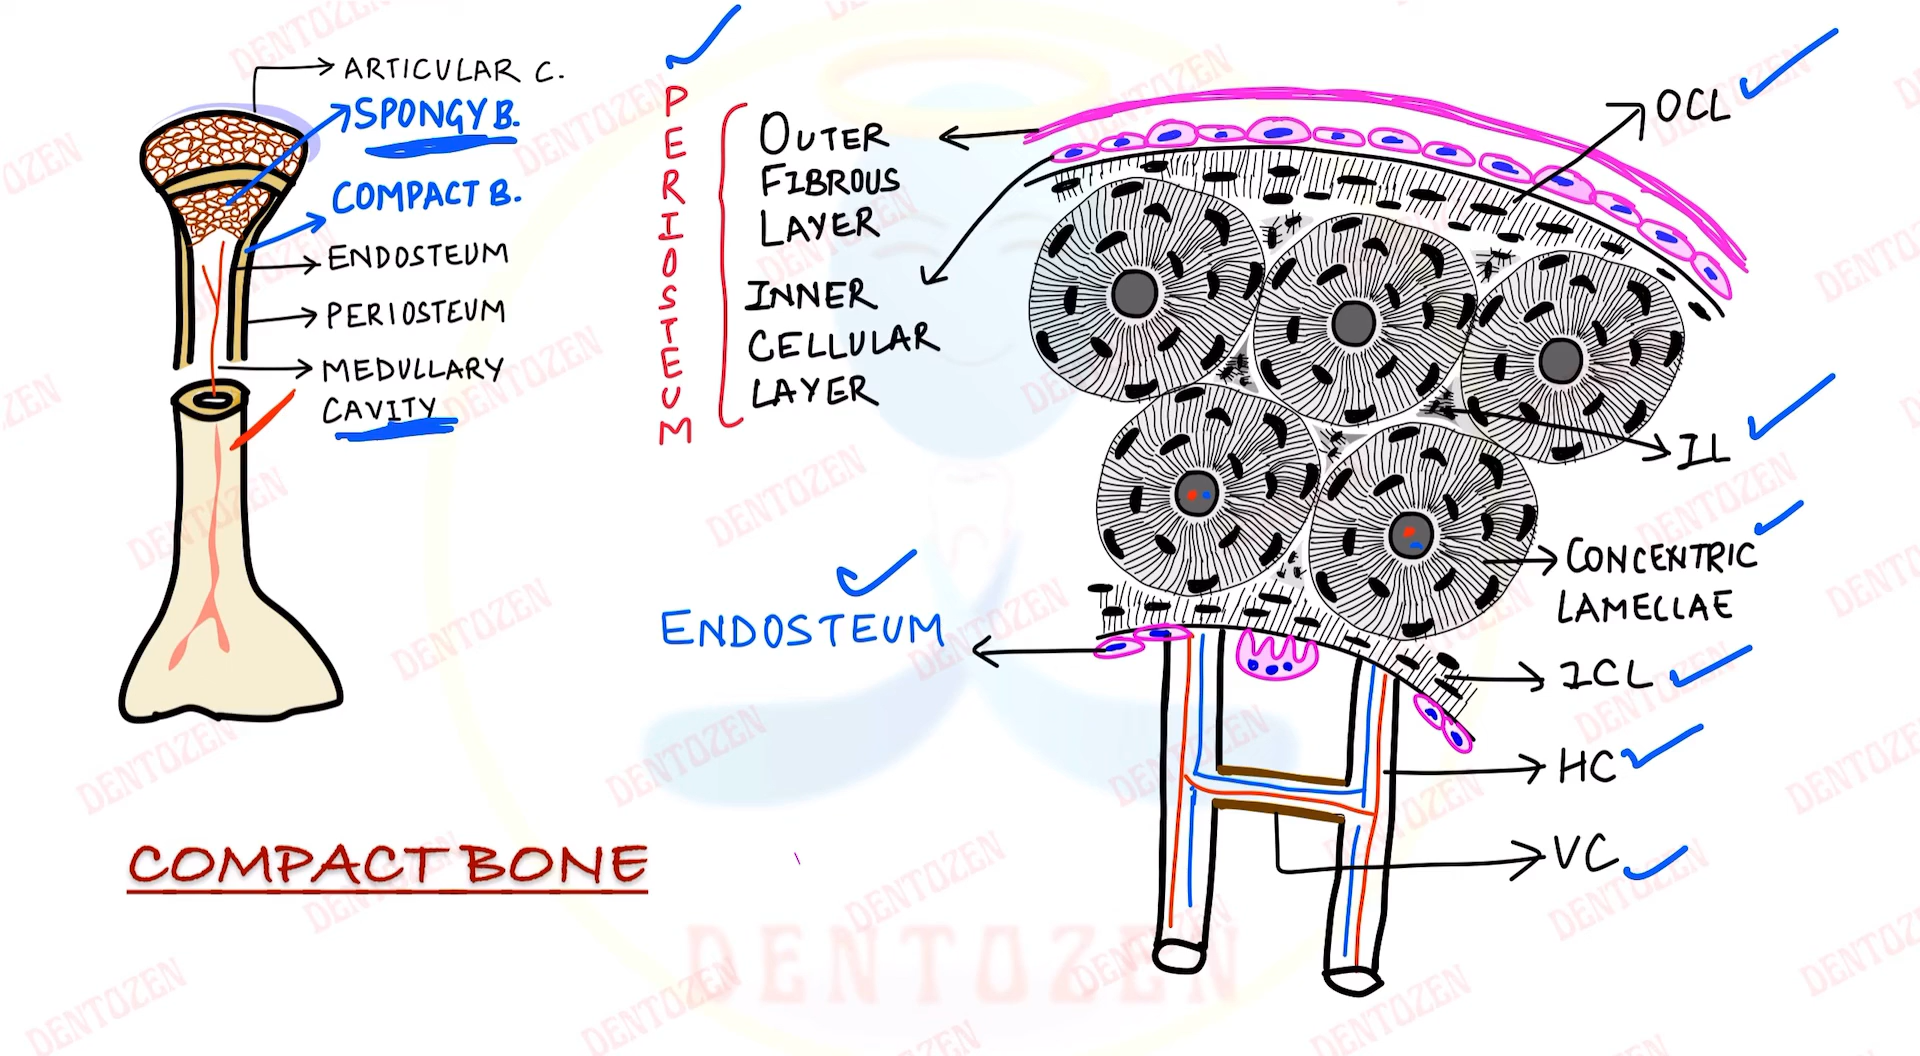 ARTICULAR C.
SPONGY B.
COMPACT B.
ENDOSTEUM
PERIOSTEUM
MEDULLARY
CAVITY
COMPACT BONE
PERIOSTEUM
OUTER
FIBROUS
LAYER
INNER
CELLULAR
LAYER
ENDOSTEUM
OCL
IL
CONCENTRIC
LAMELLAE
ICL
HC
VC
DENTOZEN